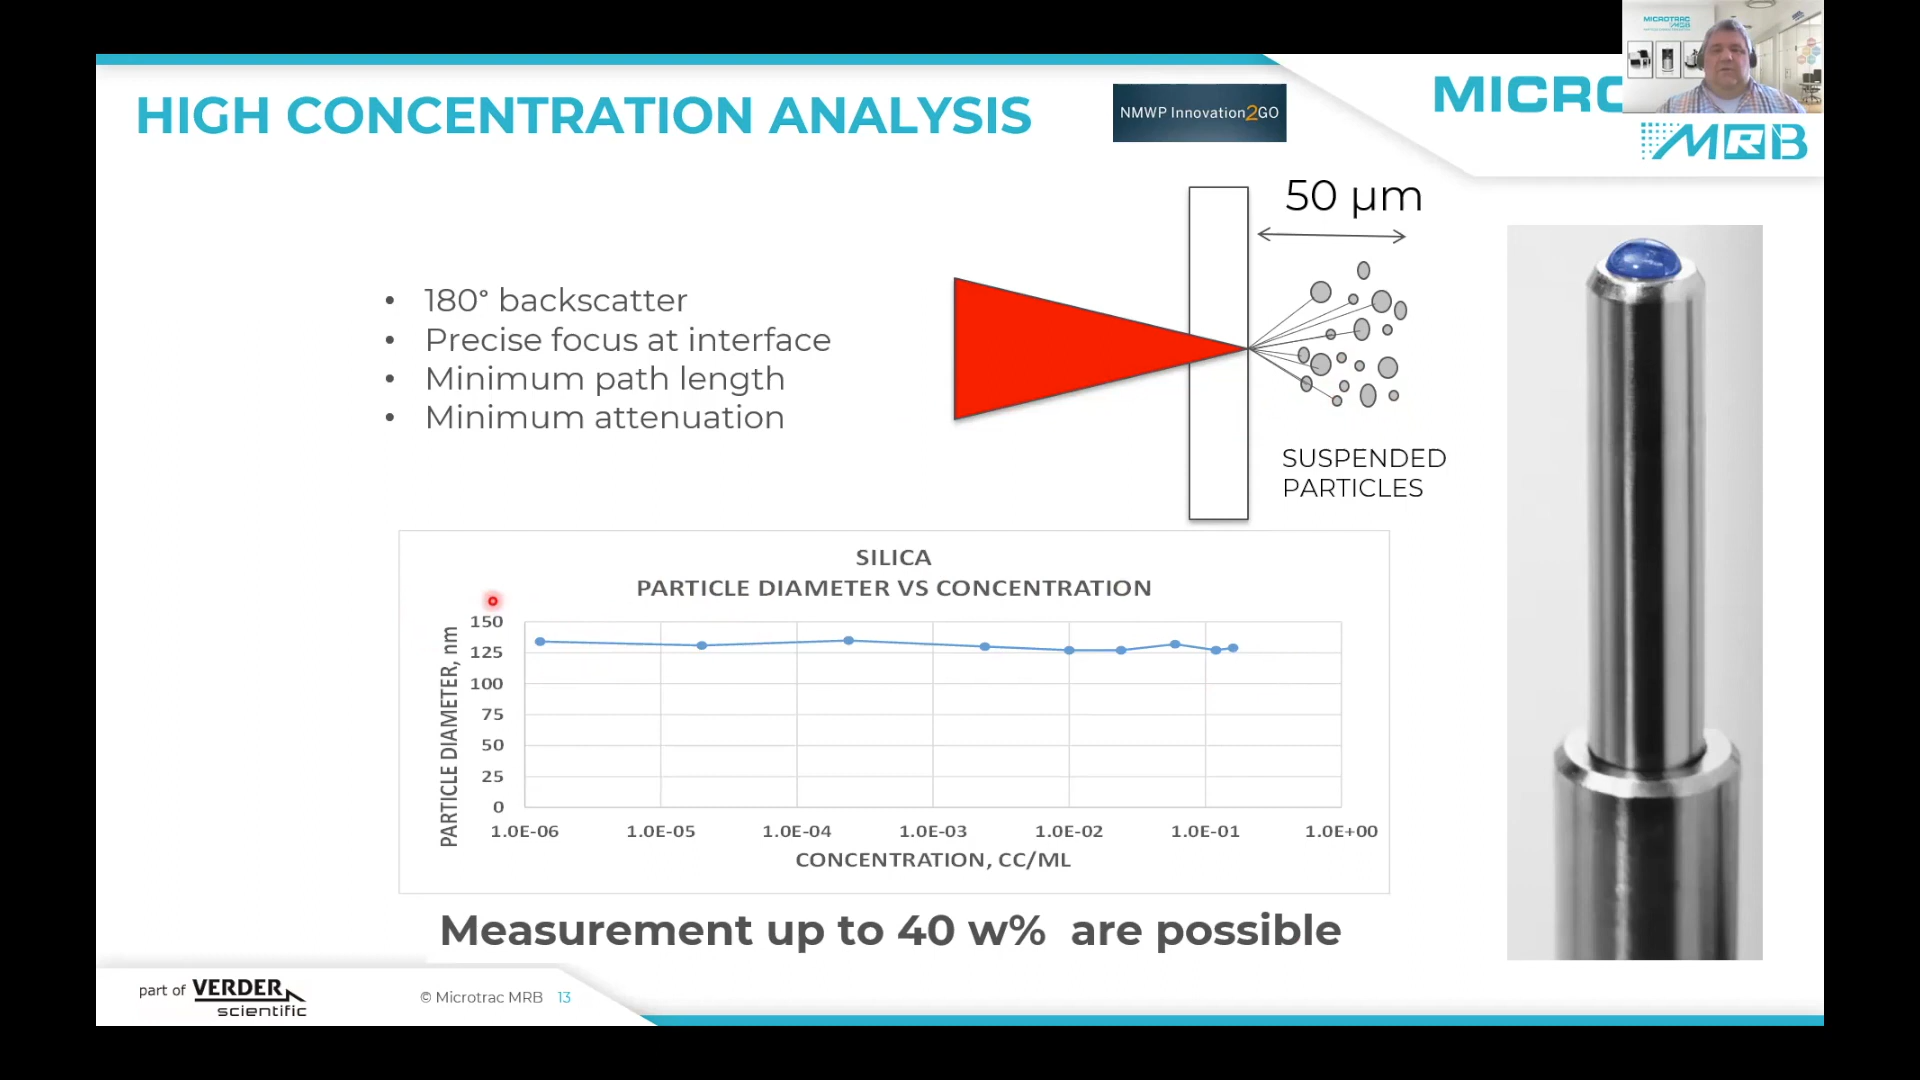 HIGH CONCENTRATION ANALYSIS
NMWP Innovation2GO
MICRO
MRB
MICROTRAC
MRB
50 µm
• 180° backscatter
• Precise focus at interface
• Minimum path length
• Minimum attenuation
SUSPENDED
PARTICLES
SILICA
PARTICLE DIAMETER VS CONCENTRATION
PARTICLE DIAMETER, nm
150
125
100
75
50
25
0
1.0E-06 1.0E-05 1.0E-04 1.0E-03 1.0E-02 1.0E-01 1.0E+00
CONCENTRATION, CC/ML
Measurement up to 40 w% are possible
part of VERDER
scientific
© Microtrac MRB 13